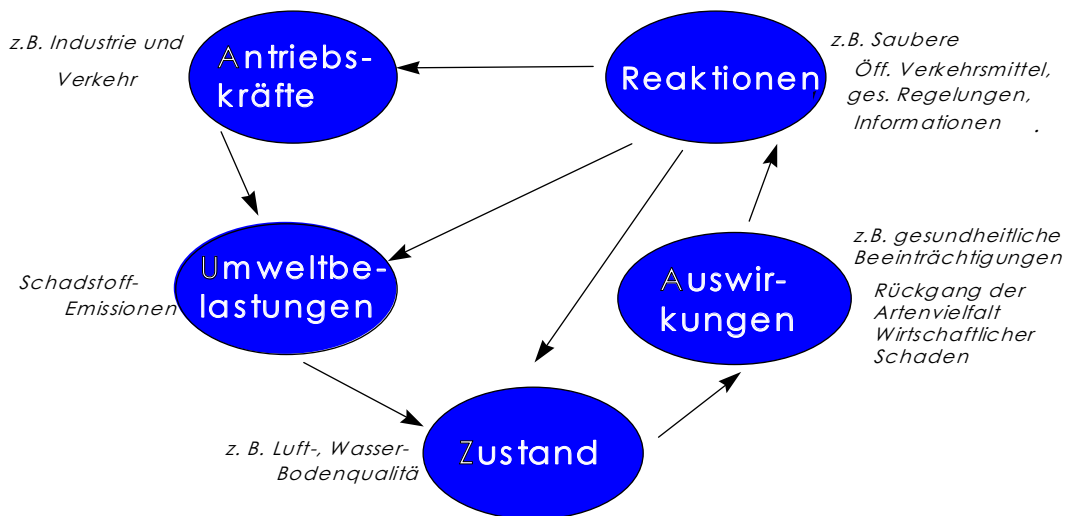 z.B. Industrie und
Verkehr
Antriebs-
kräfte
Reaktionen
z.B. Saubere
Öff. Verkehrsmittel,
ges. Regelungen,
Informationen .
Schadstoff-
Emissionen
Umweltbe-
lastungen
Auswir-
kungen
z.B. gesundheitliche
Beeinträchtigungen
Rückgang der
Artenvielfalt
Wirtschaftlicher
Schaden
z. B. Luft-, Wasser-
Bodenqualitä
Zustand